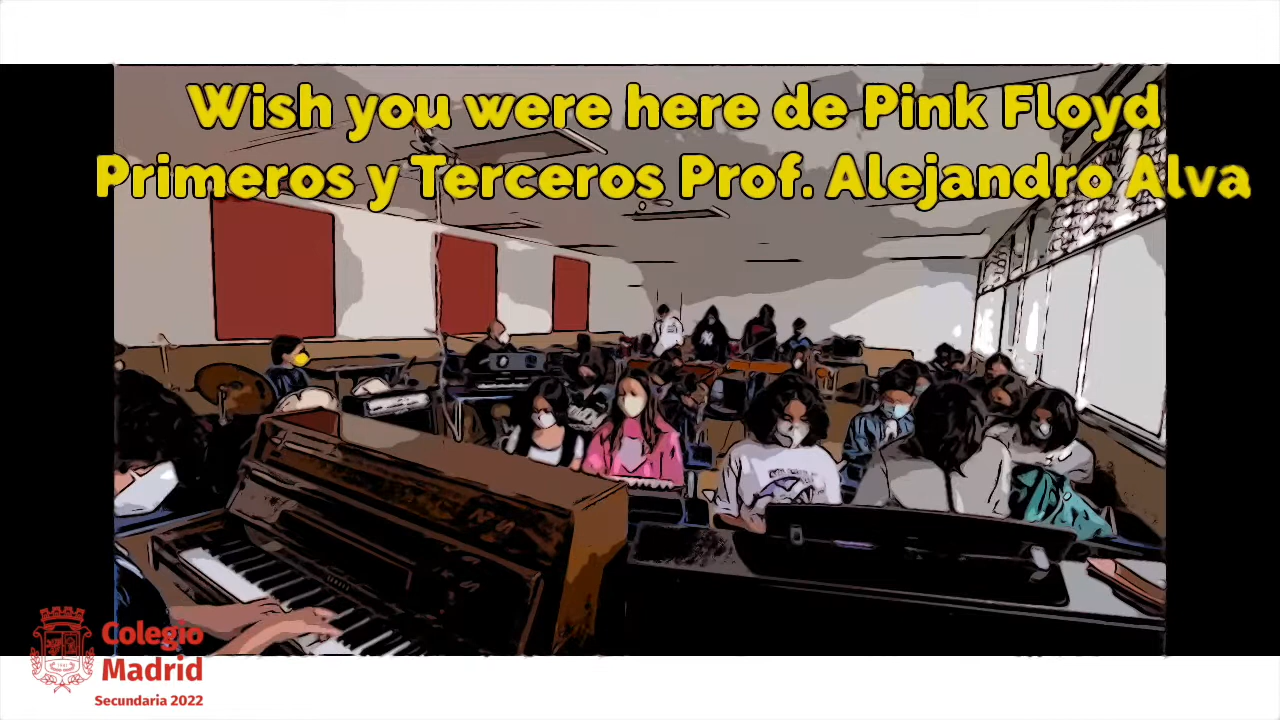 Wish you were here de Pink Floyd
Primeros y Terceros Prof. Alejandro Alva
Colegio
Madrid
Secundaria 2022